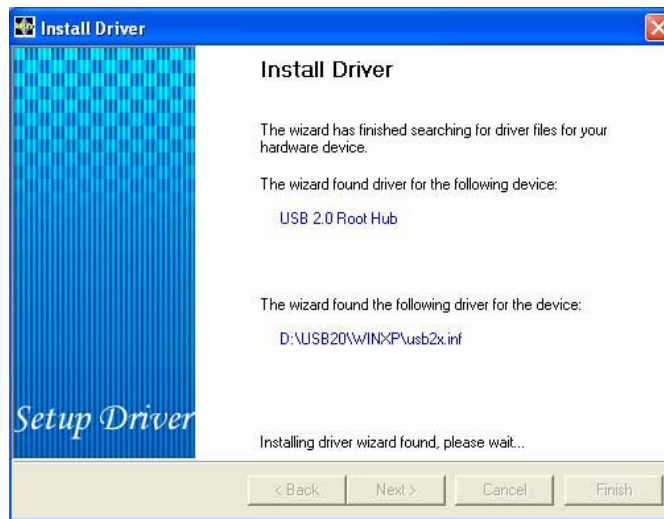 Install Driver
Install Driver
The wizard has finished searching for driver files for your
hardware device.
The wizard found driver for the following device:
USB 2.0 Root Hub
The wizard found the following driver for the device:
D:\USB20\WINXP\usb2x.inf
Setup Driver
Installing driver wizard found, please wait...
< Back
Next >
Cancel
Finish